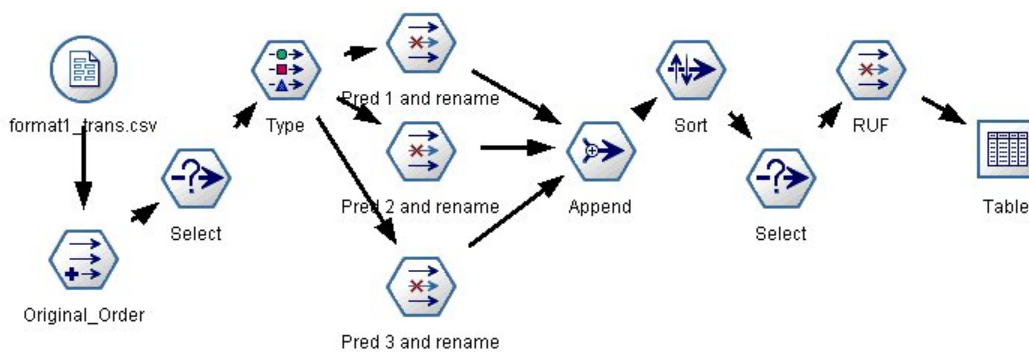 format1_trans.csv
Original_Order
Select
Type
Pred 1 and rename
Pred 2 and rename
Pred 3 and rename
Append
Sort
Select
RUF
Table